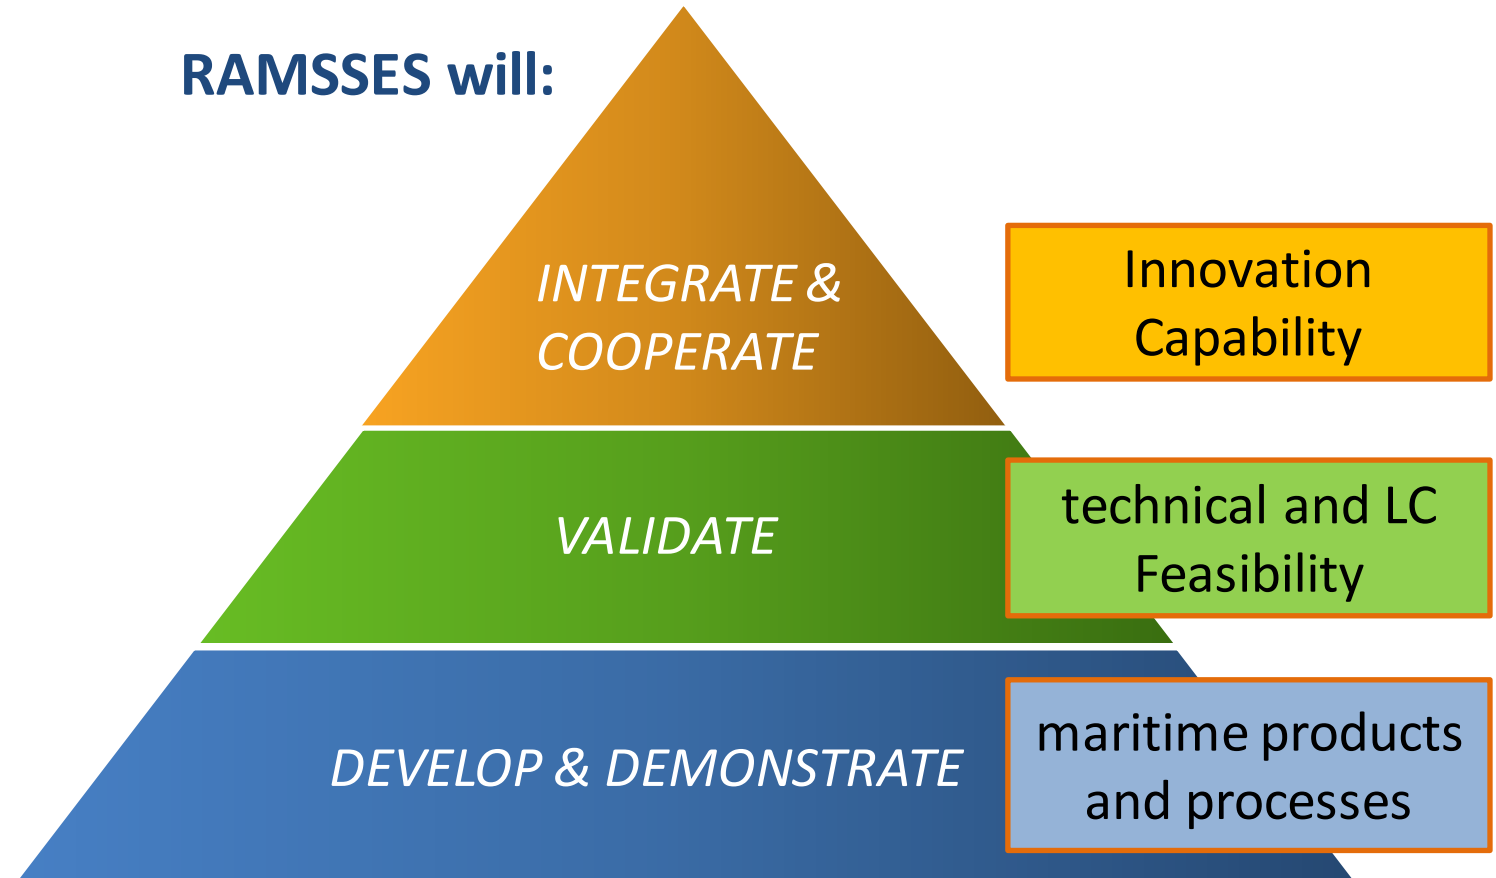 RAMSSES will:
INTEGRATE &
COOPERATE
Innovation
Capability
VALIDATE
technical and LC
Feasibility
DEVELOP & DEMONSTRATE
maritime products
and processes